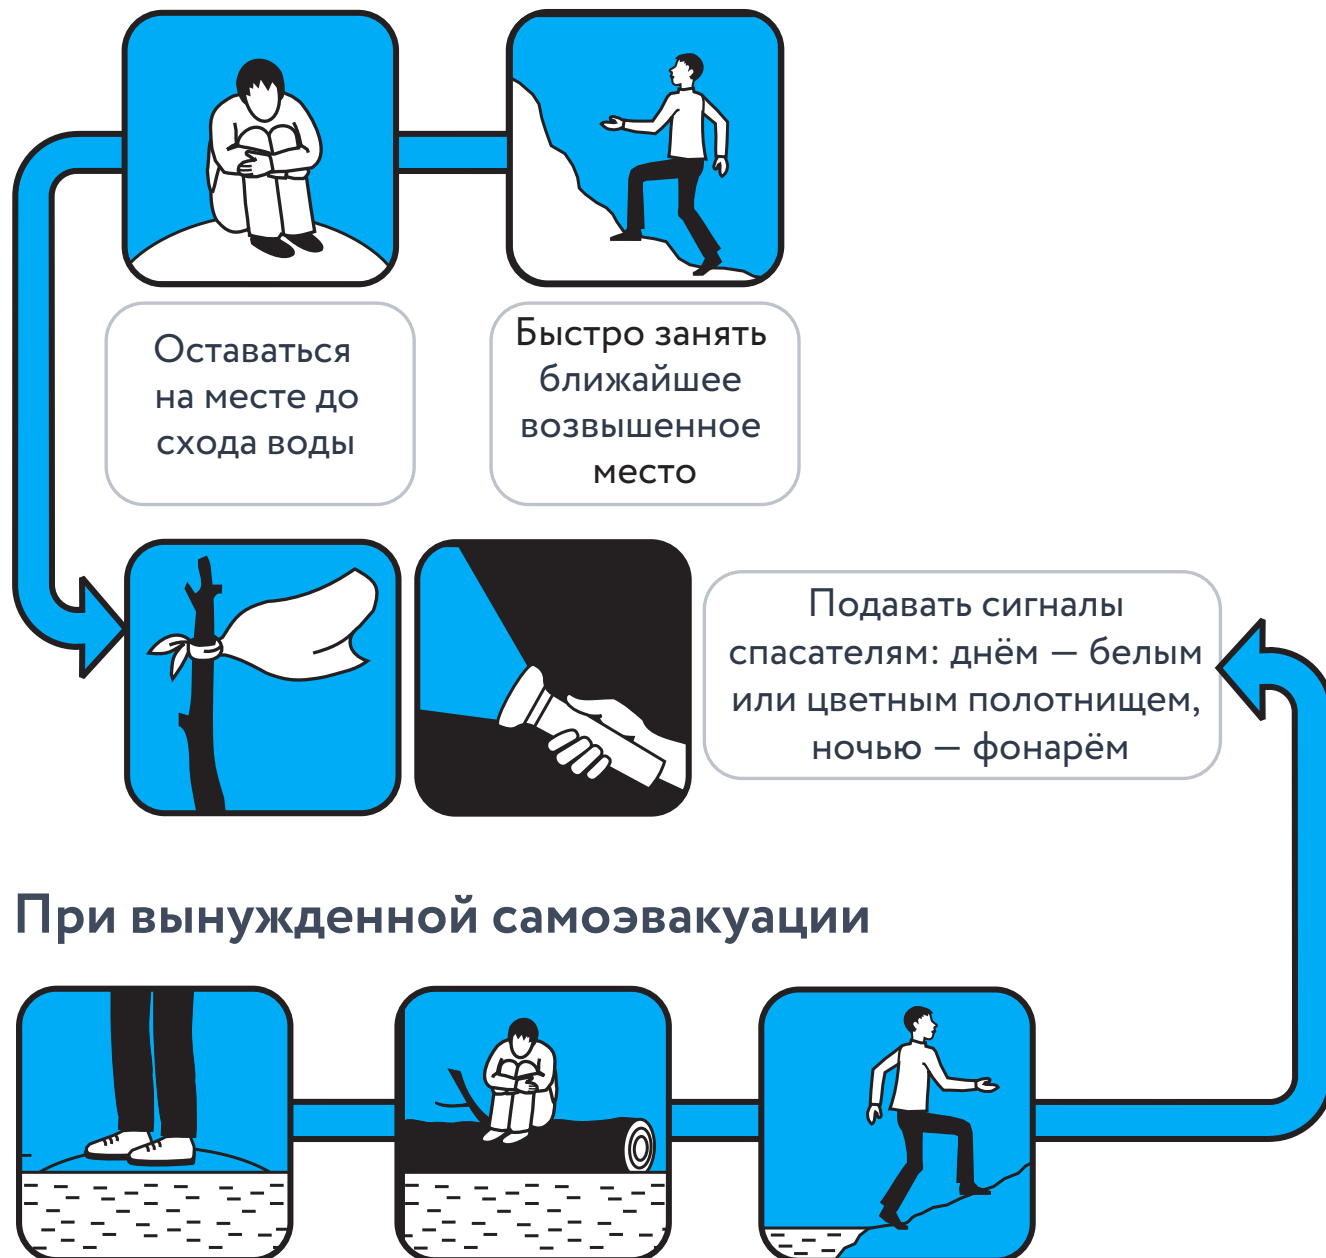 Оставаться
на месте до
схода воды
Быстро занять
ближайшее
возвышенное
место
Подавать сигналы
спасателям: днём — белым
или цветным полотнищем,
ночью — фонарём
При вынужденной самоэвакуации